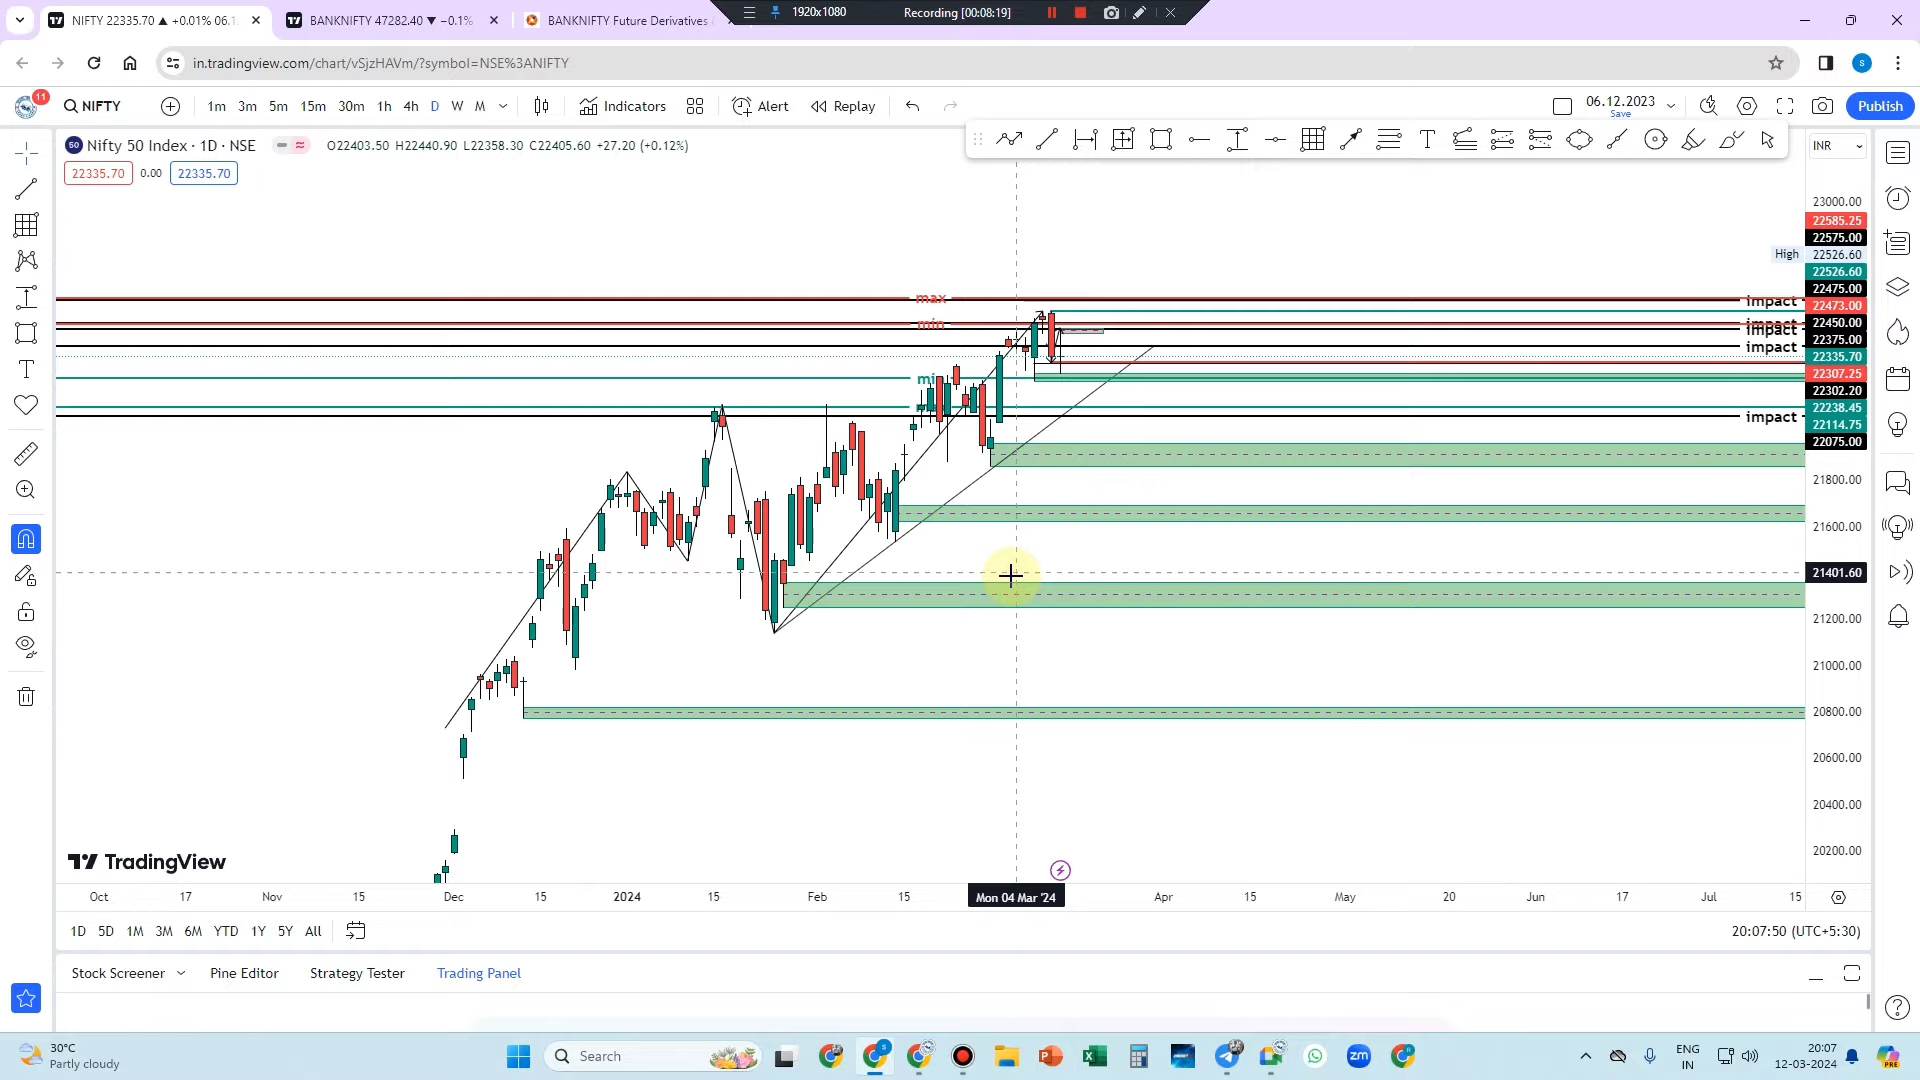 NIFTY 22335.70 ▲ +0.01% 06.1
BANKNIFTY 47282.40 ▼ −0.1%
BANKNIFTY Future Derivatives
1920x1080
Recording [00:08:19]
in.tradingview.com/chart/vSjzHAVm/?symbol=NSE%3ANIFTY
S
11
NIFTY
1m 3m 5m 15m 30m 1h 4h D W M
Indicators
Alert
Replay
06.12.2023
Save
Publish
50 Nifty 50 Index · 1D · NSE
O22403.50 H22440.90 L22358.30 C22405.60 +27.20 (+0.12%)
INR
22335.70 0.00 22335.70
23000.00
22585.25
22575.00
High 22526.60
22526.60
22475.00
22473.00
22450.00
22375.00
22335.70
22307.25
22302.20
22238.45
22114.75
22075.00
21800.00
21600.00
21401.60
21200.00
21000.00
20800.00
20600.00
20400.00
20200.00
max
impact
min
impact
impact
impact
impact
TradingView
Oct 17 Nov 15 Dec 15 2024 15 Feb 15 Mon 04 Mar '24 Apr 15 May 20 Jun 17 Jul 15
1D 5D 1M 3M 6M YTD 1Y 5Y All
20:07:50 (UTC+5:30)
Stock Screener
Pine Editor
Strategy Tester
Trading Panel
30°C
Partly cloudy
Search
zm
ENG
IN
20:07
12-03-2024
PRE